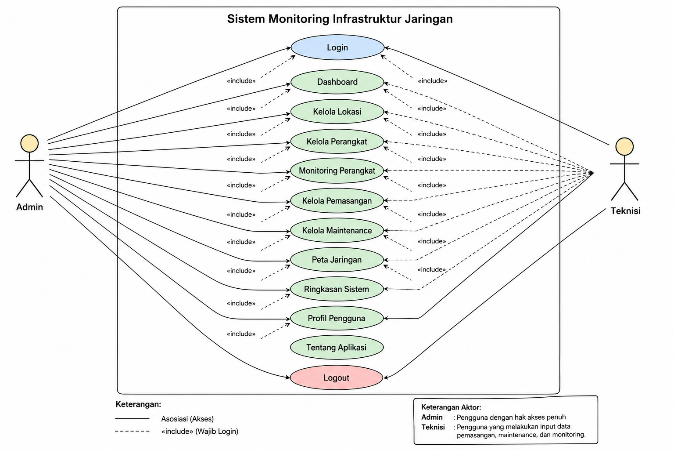 Sistem Monitoring Infrastruktur Jaringan
Login
«include» «include»
Dashboard
«include» «include»
Kelola Lokasi
«include» «include»
Kelola Perangkat
«include» «include»
Monitoring Perangkat
«include» «include»
Kelola Pemasangan
«include» «include»
Kelola Maintenance
«include» «include»
Peta Jaringan
«include» «include»
Ringkasan Sistem
«include»
Profil Pengguna
«include»
Tentang Aplikasi
Logout
Admin
Teknisi
Keterangan:
Asosiasi (Akses)
«include» (Wajib Login)
Keterangan Aktor:
Admin : Pengguna dengan hak akses penuh
Teknisi : Pengguna yang melakukan input data
pemasangan, maintenance, dan monitoring.